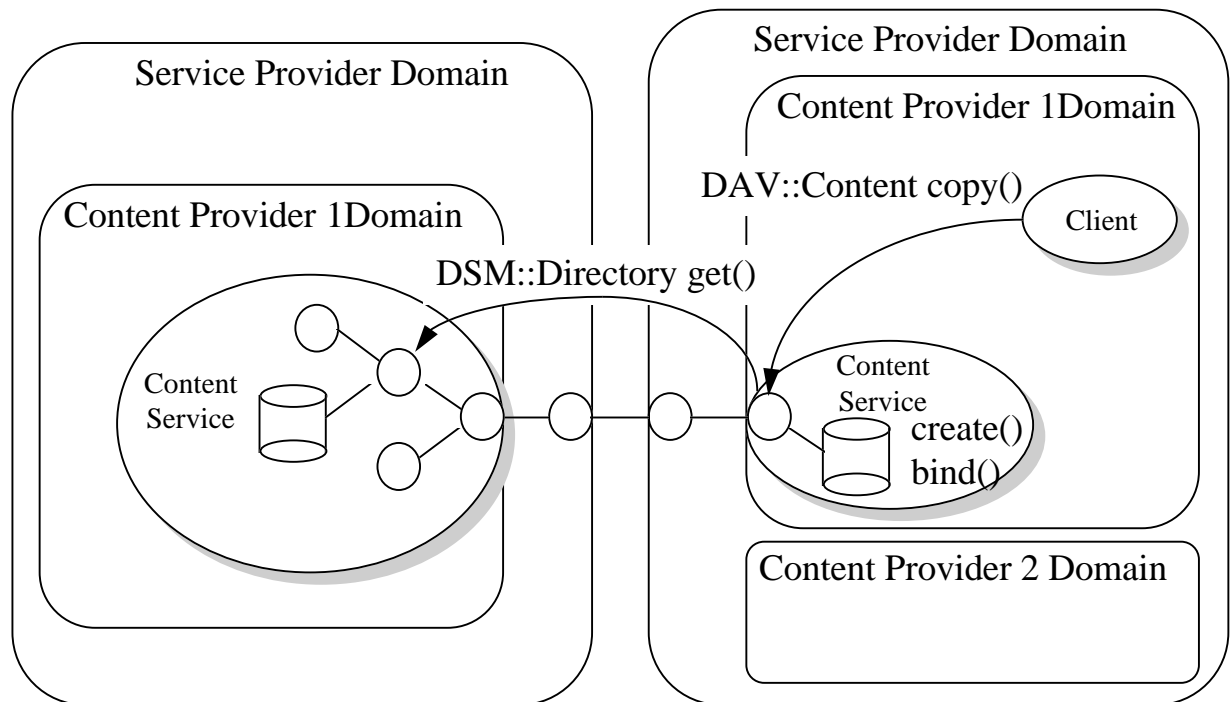 Service Provider Domain
Content Provider 1Domain
Content
Service
DSM::Directory get()
Service Provider Domain
Content Provider 1Domain
DAV::Content copy()
Client
Content
Service
create()
bind()
Content Provider 2 Domain